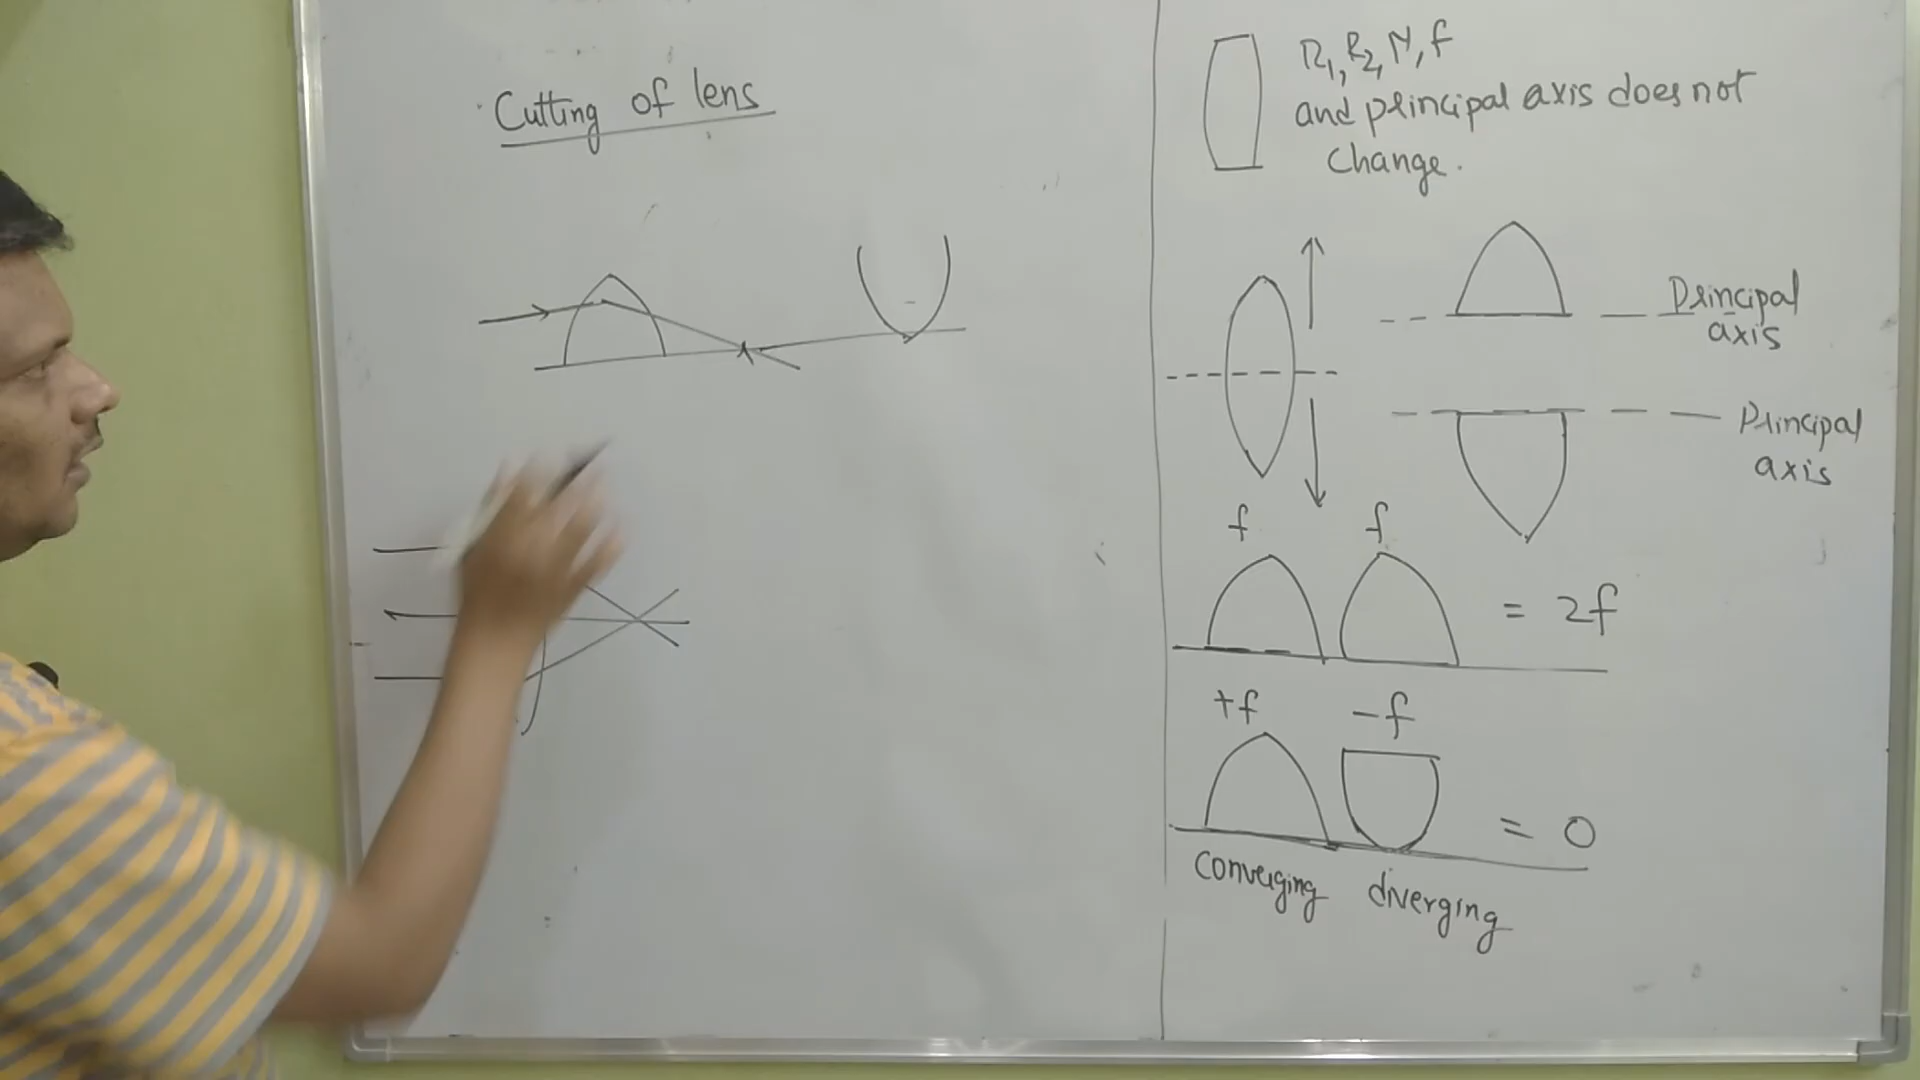 Cutting of lens
R1, R2, M, f
and principal axis does not
change.
Principal
axis
Principal
axis
f f
= 2f
+f -f
= 0
Converging diverging